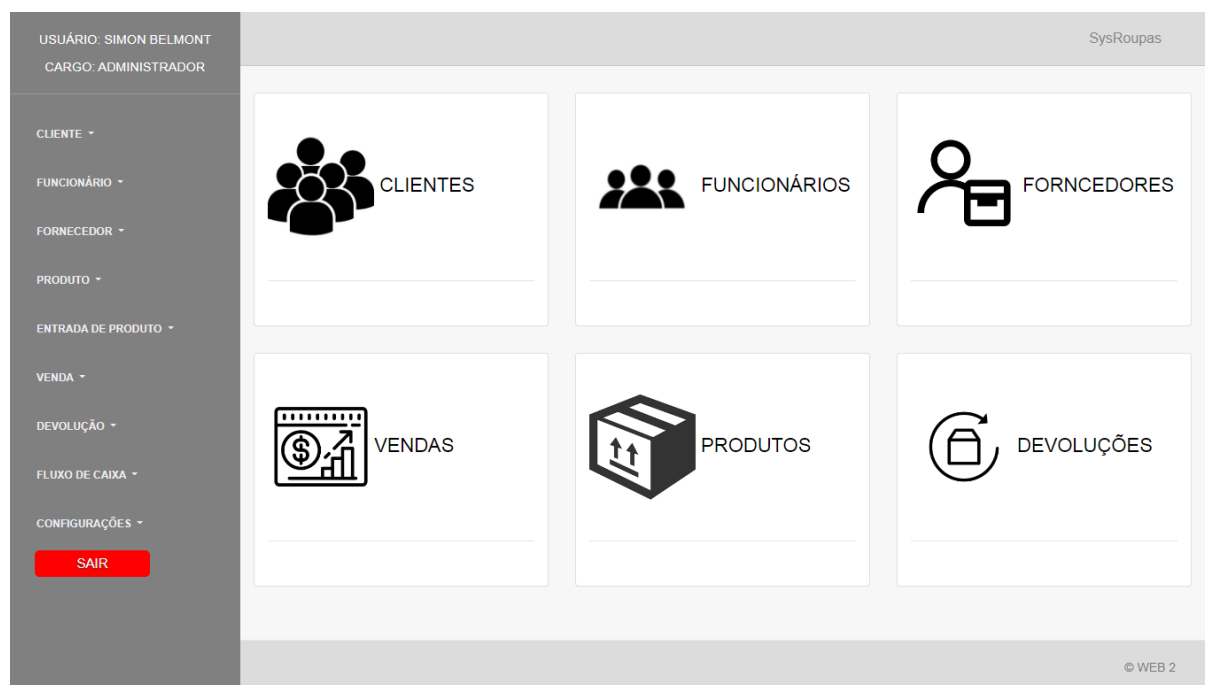 USUÁRIO: SIMON BELMONT
CARGO: ADMINISTRADOR
CLIENTE
FUNCIONÁRIO
FORNECEDOR
PRODUTO
ENTRADA DE PRODUTO
VENDA
DEVOLUÇÃO
FLUXO DE CAIXA
CONFIGURAÇÕES
SAIR
SysRoupas
CLIENTES
FUNCIONÁRIOS
FORNCEDORES
VENDAS
PRODUTOS
DEVOLUÇÕES
© WEB 2